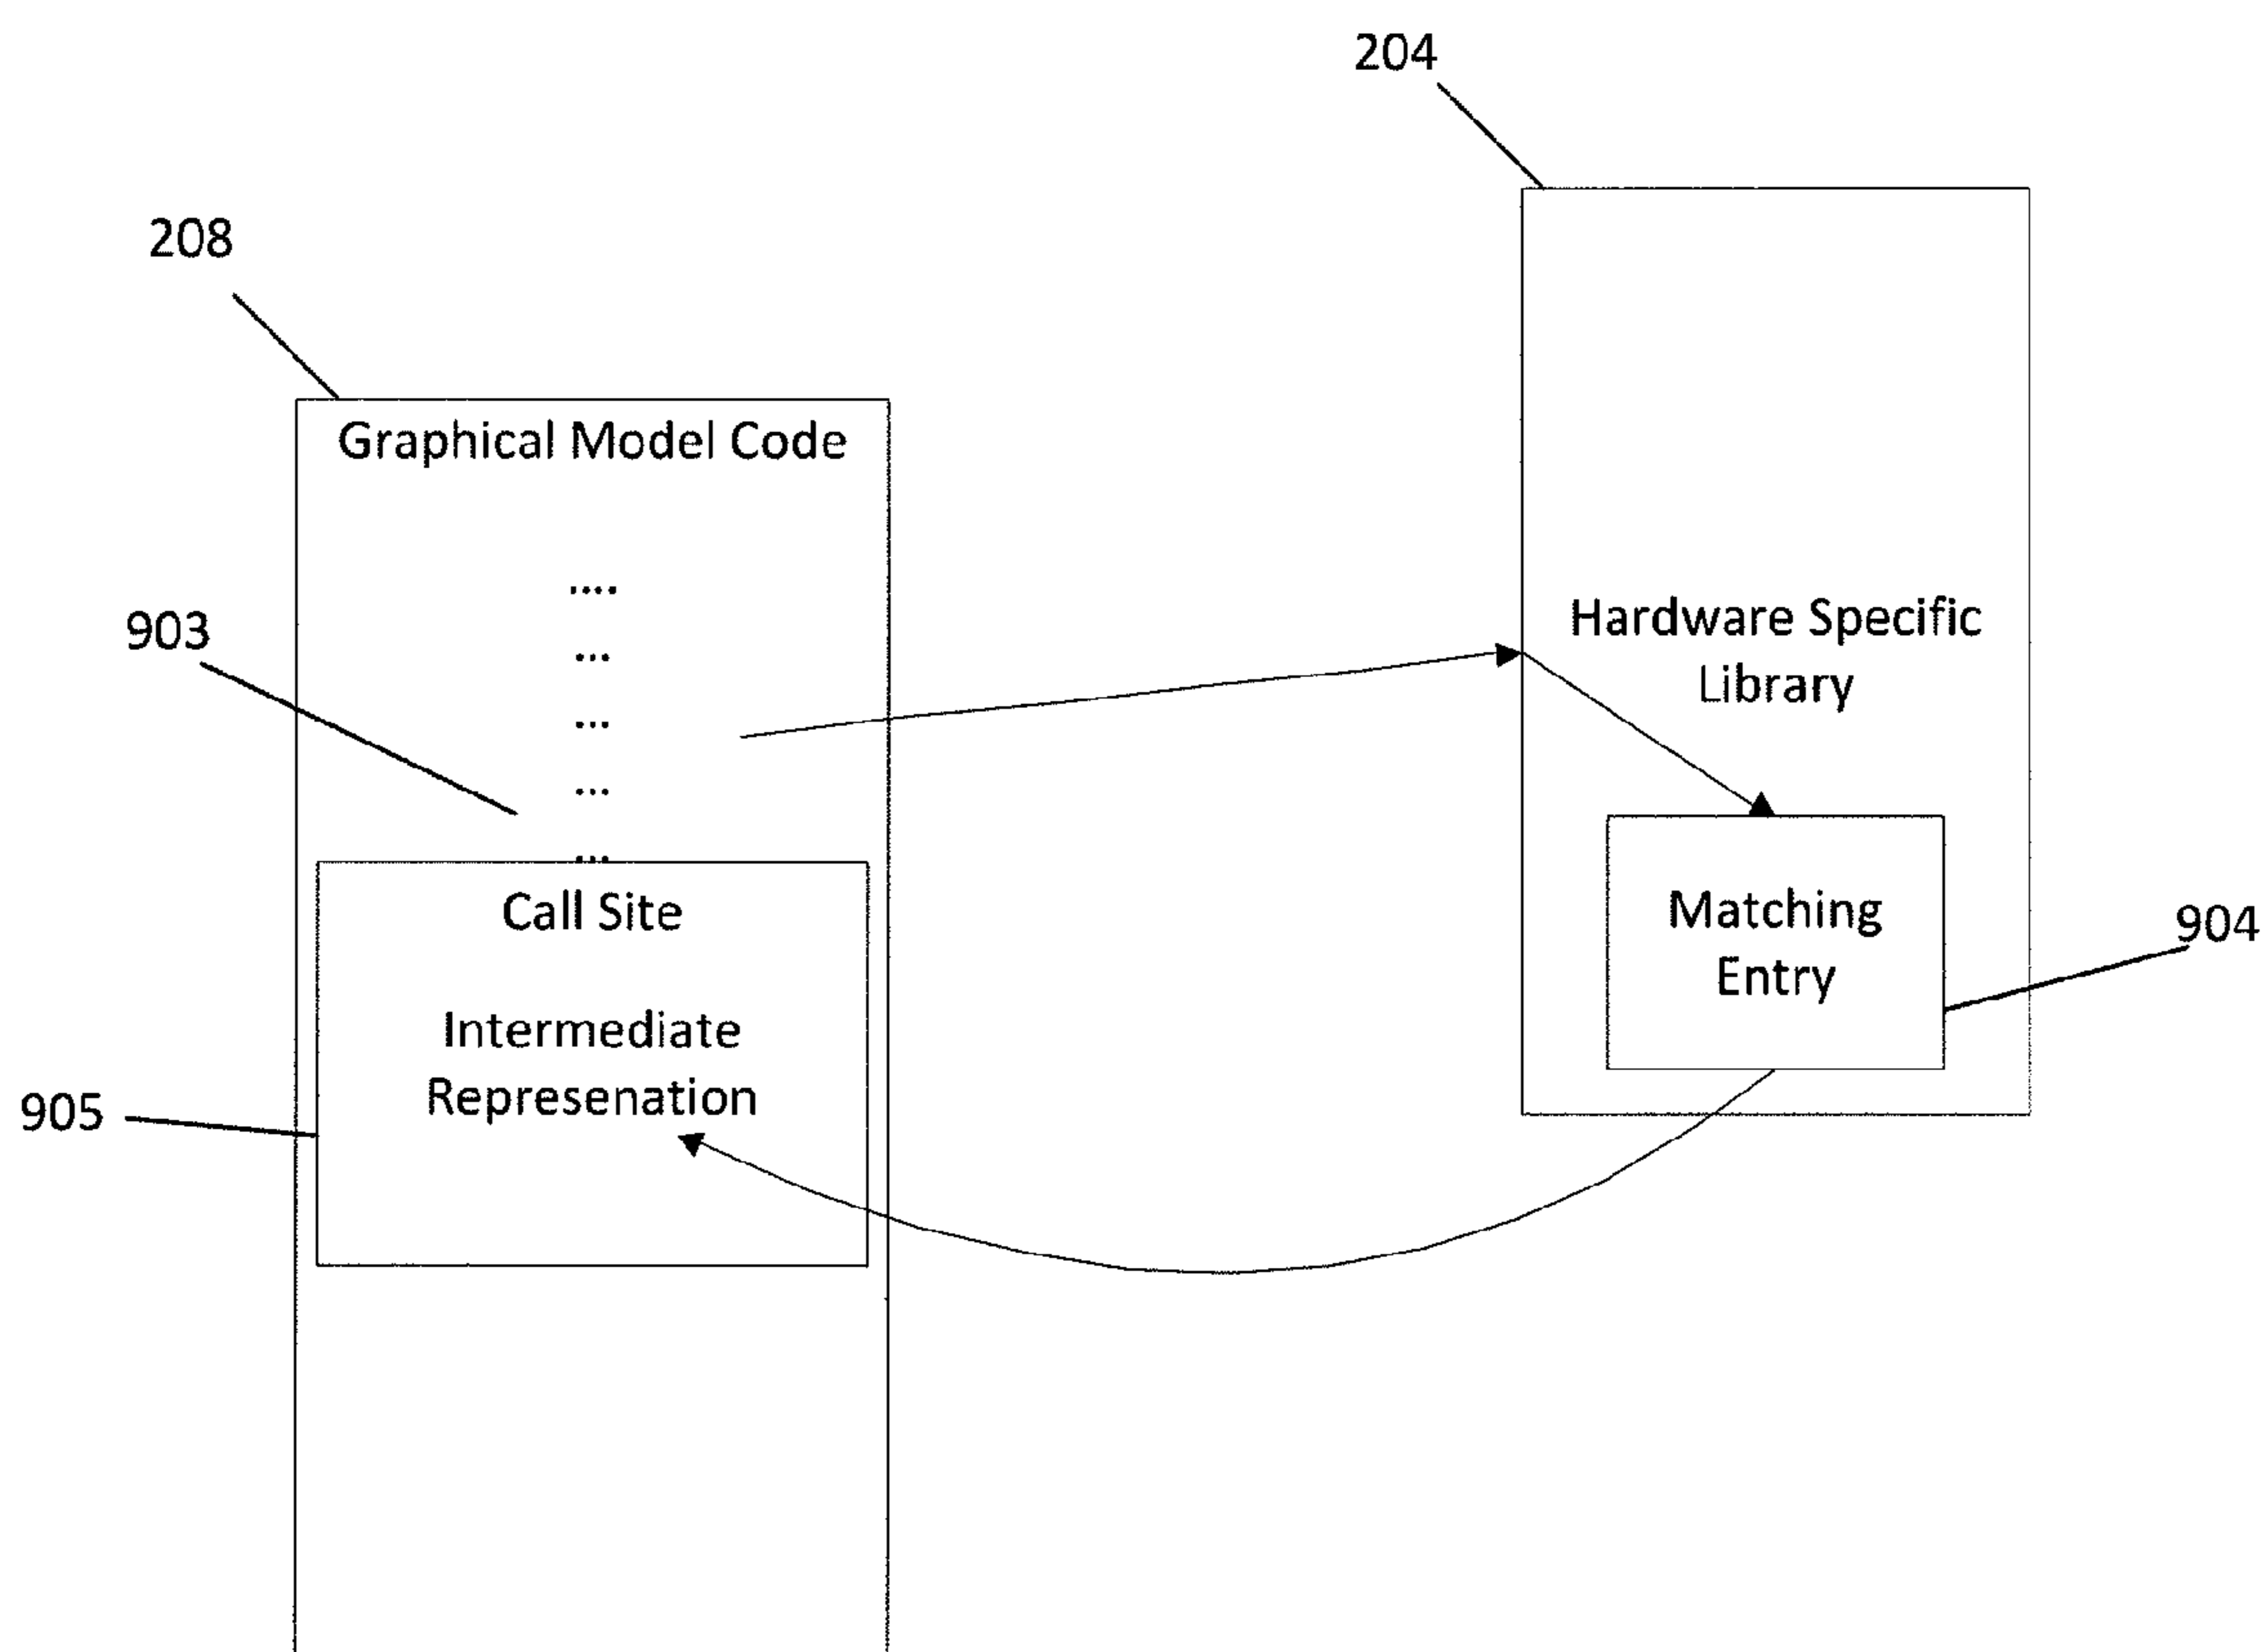 204
208
Graphical Model Code
....
...
...
...
...
903
Hardware Specific
Library
Call Site
Intermediate
Represenation
905
Matching
Entry
904